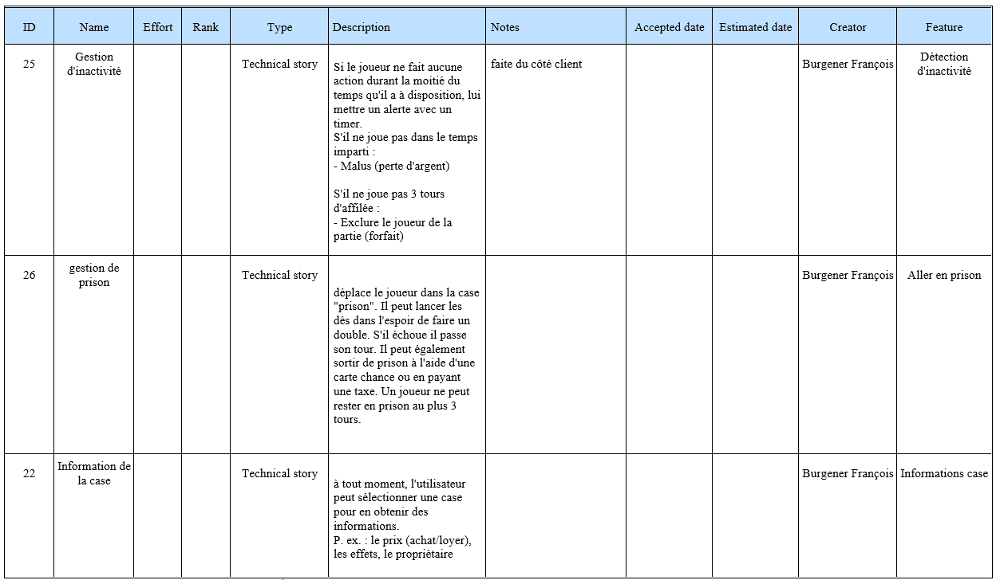 ID Name Effort Rank Type Description Notes Accepted date Estimated date Creator Feature
25
Gestion
d'inactivité
Technical story
Si le joueur ne fait aucune
action durant la moitié du
temps qu'il a à disposition, lui
mettre un alerte avec un
timer.
S'il ne joue pas dans le temps
imparti :
- Malus (perte d'argent)
S'il ne joue pas 3 tours
d'affilée :
- Exclure le joueur de la
partie (forfait)
faite du côté client
Burgener François
Détection
d'inactivité
26
gestion de
prison
Technical story
déplace le joueur dans la case
"prison". Il peut lancer les
dés dans l'espoir de faire un
double. S'il échoue il passe
son tour. Il peut également
sortir de prison à l'aide d'une
carte chance ou en payant
une taxe. Un joueur ne peut
rester en prison au plus 3
tours.
Burgener François
Aller en prison
22
Information de
la case
Technical story
à tout moment, l'utilisateur
peut sélectionner une case
pour en obtenir des
informations.
P. ex. : le prix (achat/loyer),
les effets, le propriétaire
Burgener François
Informations case